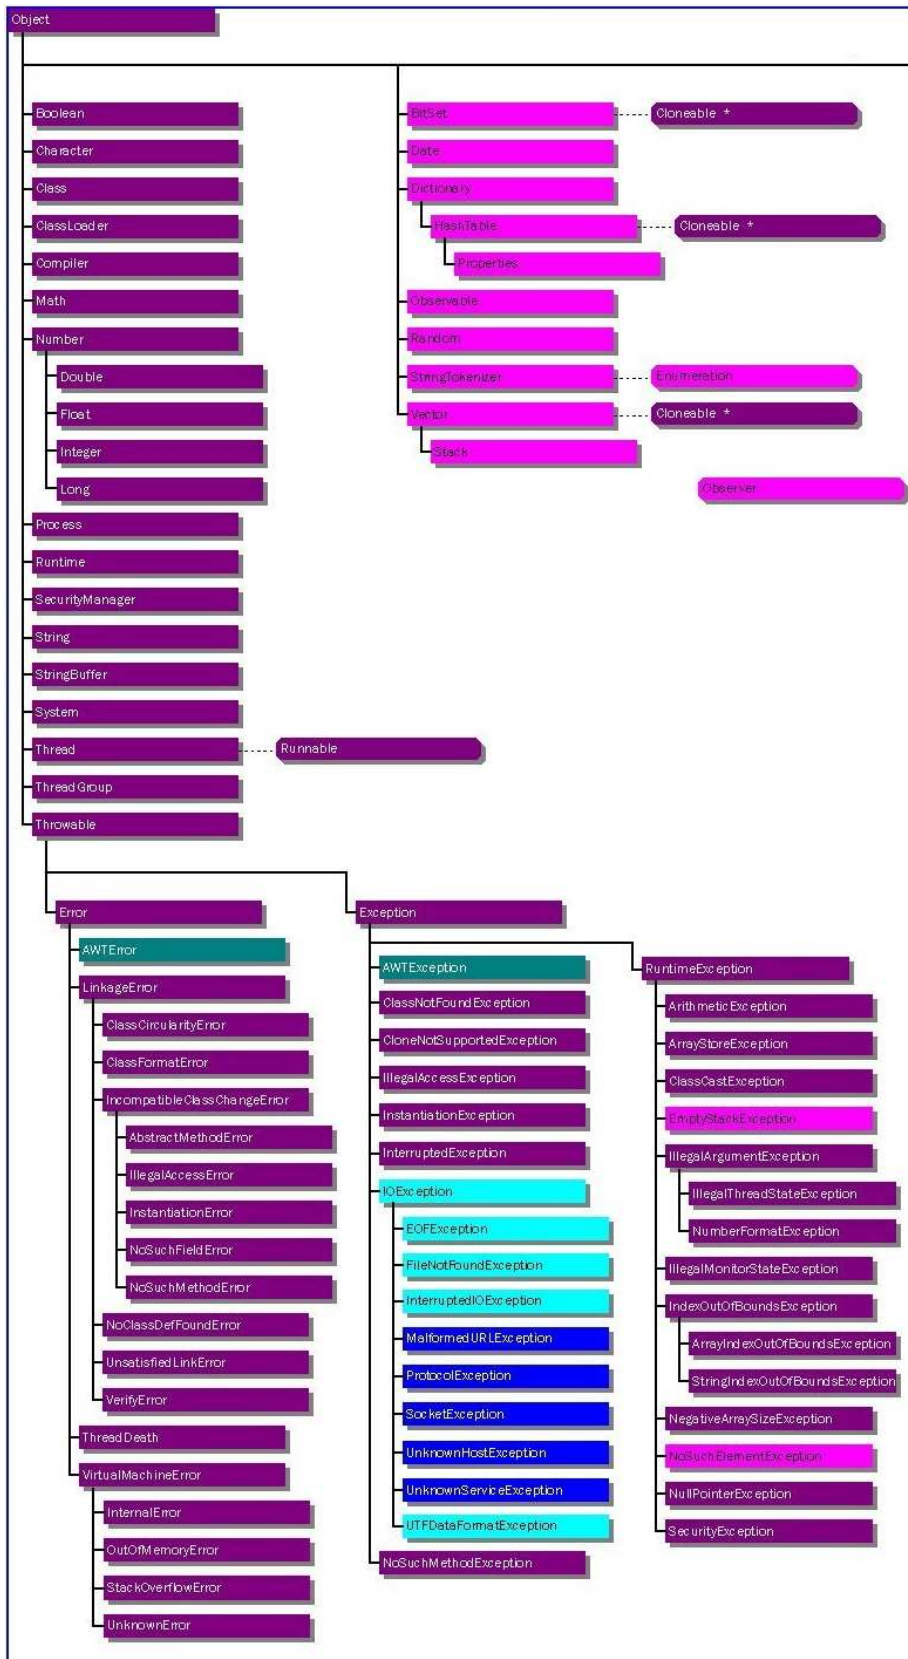 Object
Boolean
Character
Class
ClassLoader
Compiler
Math
Number
Double
Float
Integer
Long
Process
Runtime
SecurityManager
String
StringBuffer
System
Thread
Runnable
ThreadGroup
Throwable
BitSet
Cloneable *
Date
Dictionary
HashTable
Cloneable *
Properties
Observable
Random
StringTokenizer
Enumeration
Vector
Cloneable *
Stack
Observer
Error
AWTError
LinkageError
ClassCircularityError
ClassFormatError
IncompatibleClassChangeError
AbstractMethodError
IllegalAccessError
InstantiationError
NoSuchFieldError
NoSuchMethodError
NoClassDefFoundError
UnsatisfiedLinkError
VerifyError
ThreadDeath
VirtualMachineError
InternalError
OutOfMemoryError
StackOverflowError
UnknownError
Exception
AWTException
ClassNotFoundException
CloneNotSupportedException
IllegalAccessException
InstantiationException
InterruptedException
IOException
EOFException
FileNotFoundException
InterruptedIOException
MalformedURLException
ProtocolException
SocketException
UnknownHostException
UnknownServiceException
UTFDataFormatException
NoSuchMethodException
RuntimeException
ArithmeticException
ArrayStoreException
ClassCastException
EmptyStackException
IllegalArgumentException
IllegalThreadStateException
NumberFormatException
IllegalMonitorStateException
IndexOutOfBoundsException
ArrayIndexOutOfBoundsException
StringIndexOutOfBoundsException
NegativeArraySizeException
NoSuchElementException
NullPointerException
SecurityException